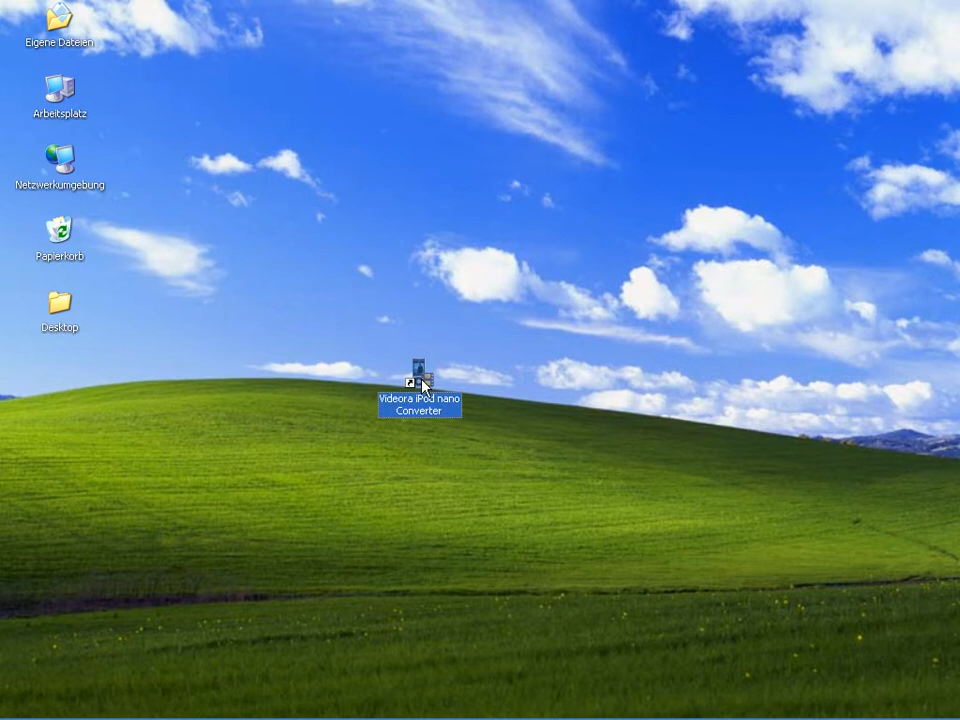 Eigene Dateien
Arbeitsplatz
Netzwerkumgebung
Papierkorb
Desktop
Videora iPod nano
Converter